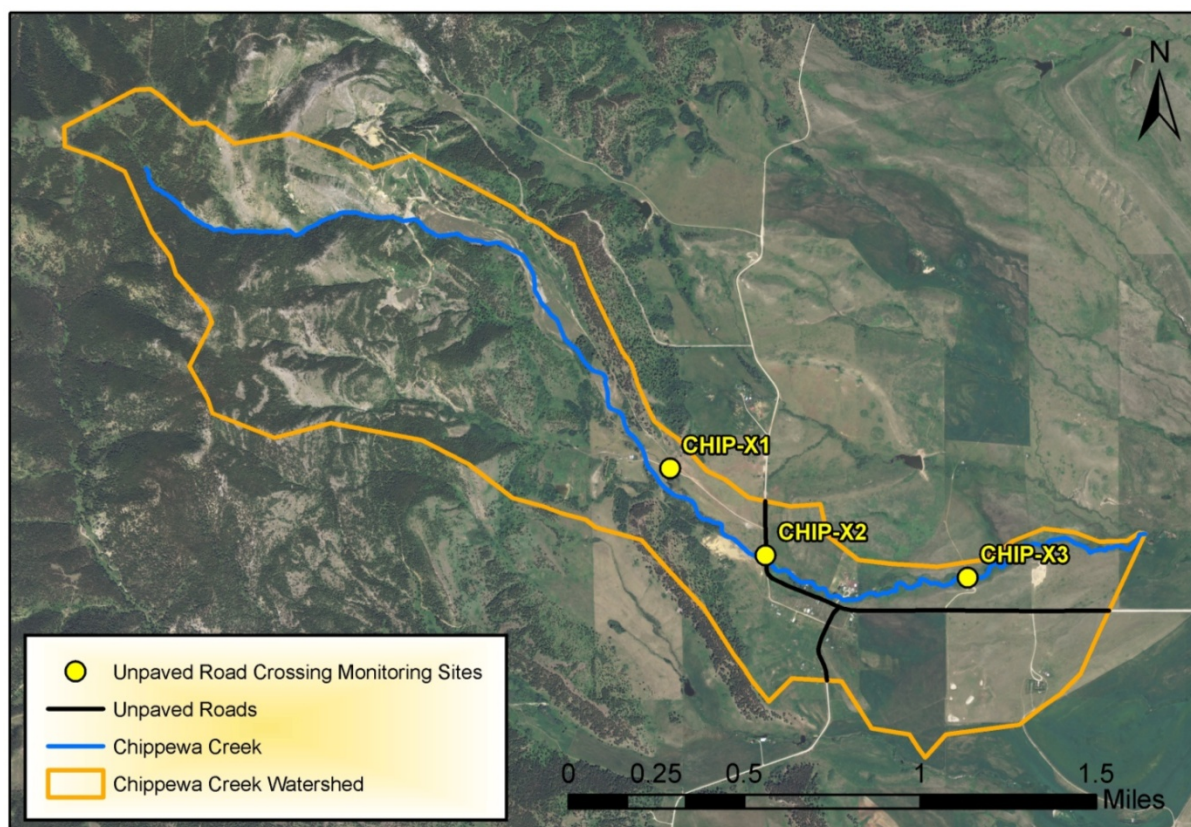 N
CHIP-X1
CHIP-X2
CHIP-X3
Unpaved Road Crossing Monitoring Sites
Unpaved Roads
Chippewa Creek
Chippewa Creek Watershed
0 0.25 0.5 1 1.5
Miles